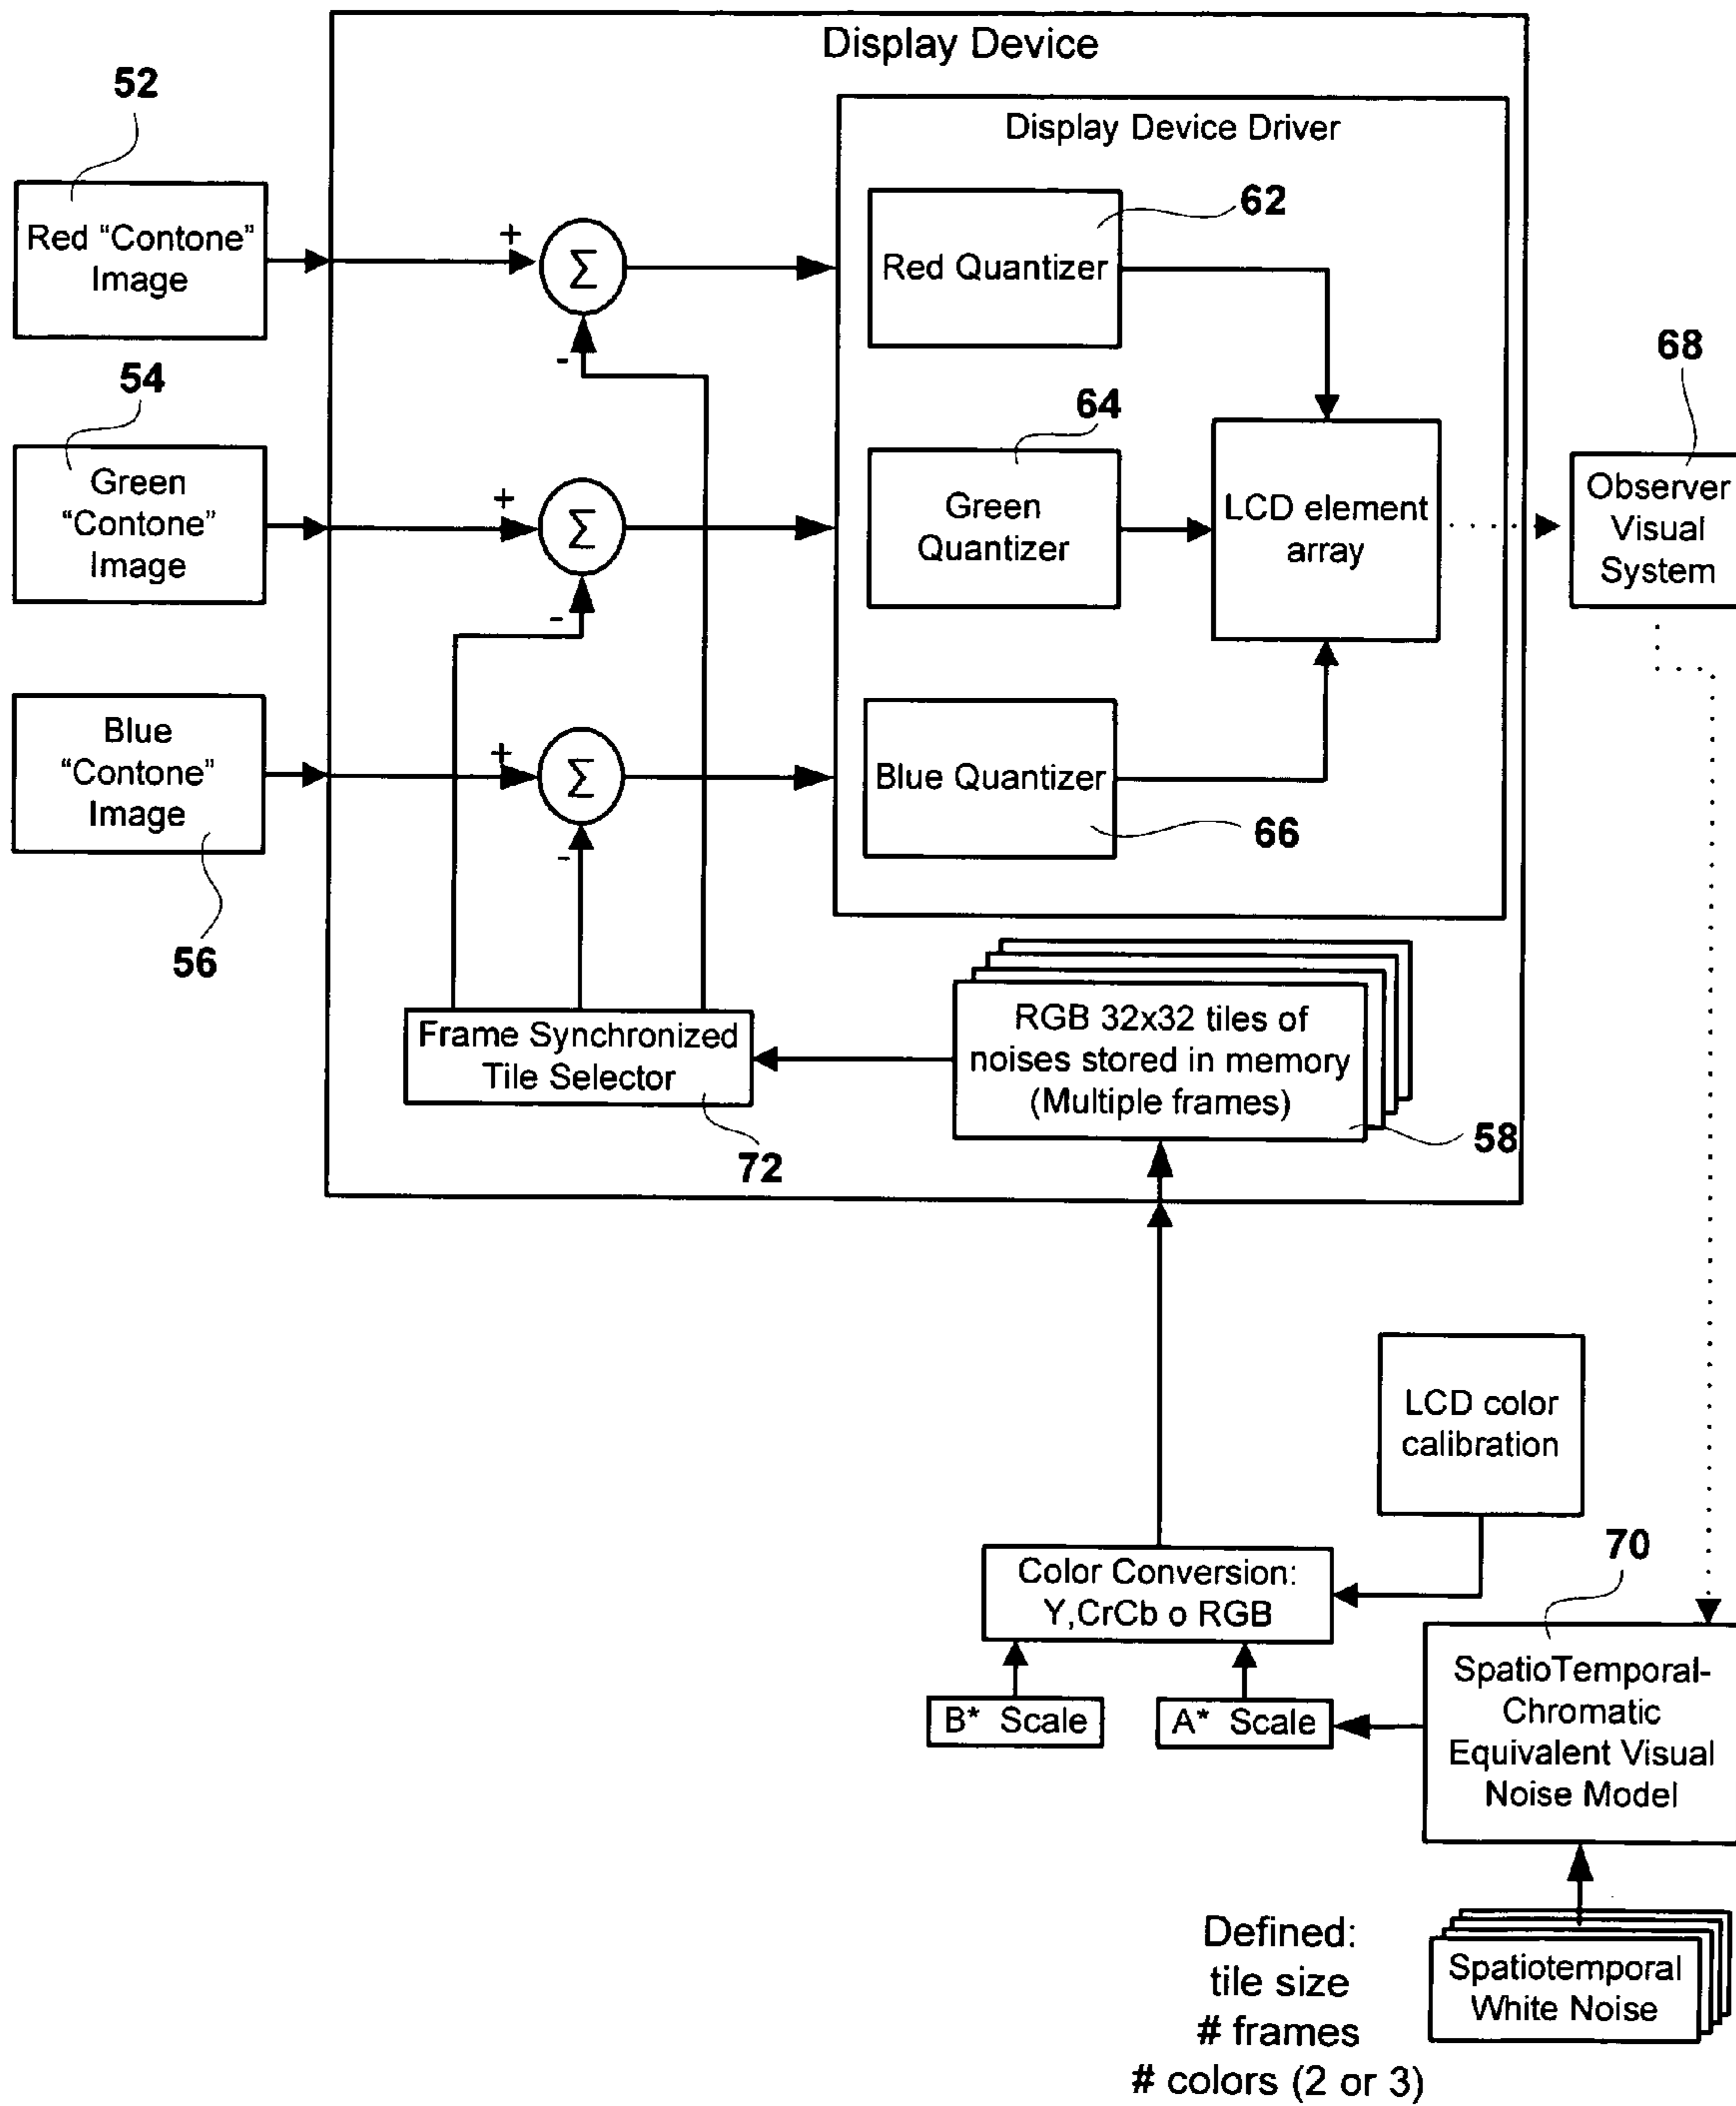 Display Device
52
Display Device Driver
Red “Contone”
Image
+
Σ
-
Red Quantizer
62
54
Green
“Contone”
Image
+
Σ
-
64
Green
Quantizer
LCD element
array
68
Observer
Visual
System
Blue
“Contone”
Image
56
+
Σ
-
Blue Quantizer
66
Frame Synchronized
Tile Selector
72
RGB 32x32 tiles of
noises stored in memory
(Multiple frames)
58
LCD color
calibration
Color Conversion:
Y,CrCb o RGB
70
B* Scale
A* Scale
SpatioTemporal-
Chromatic
Equivalent Visual
Noise Model
Defined:
tile size
# frames
# colors (2 or 3)
Spatiotemporal
White Noise